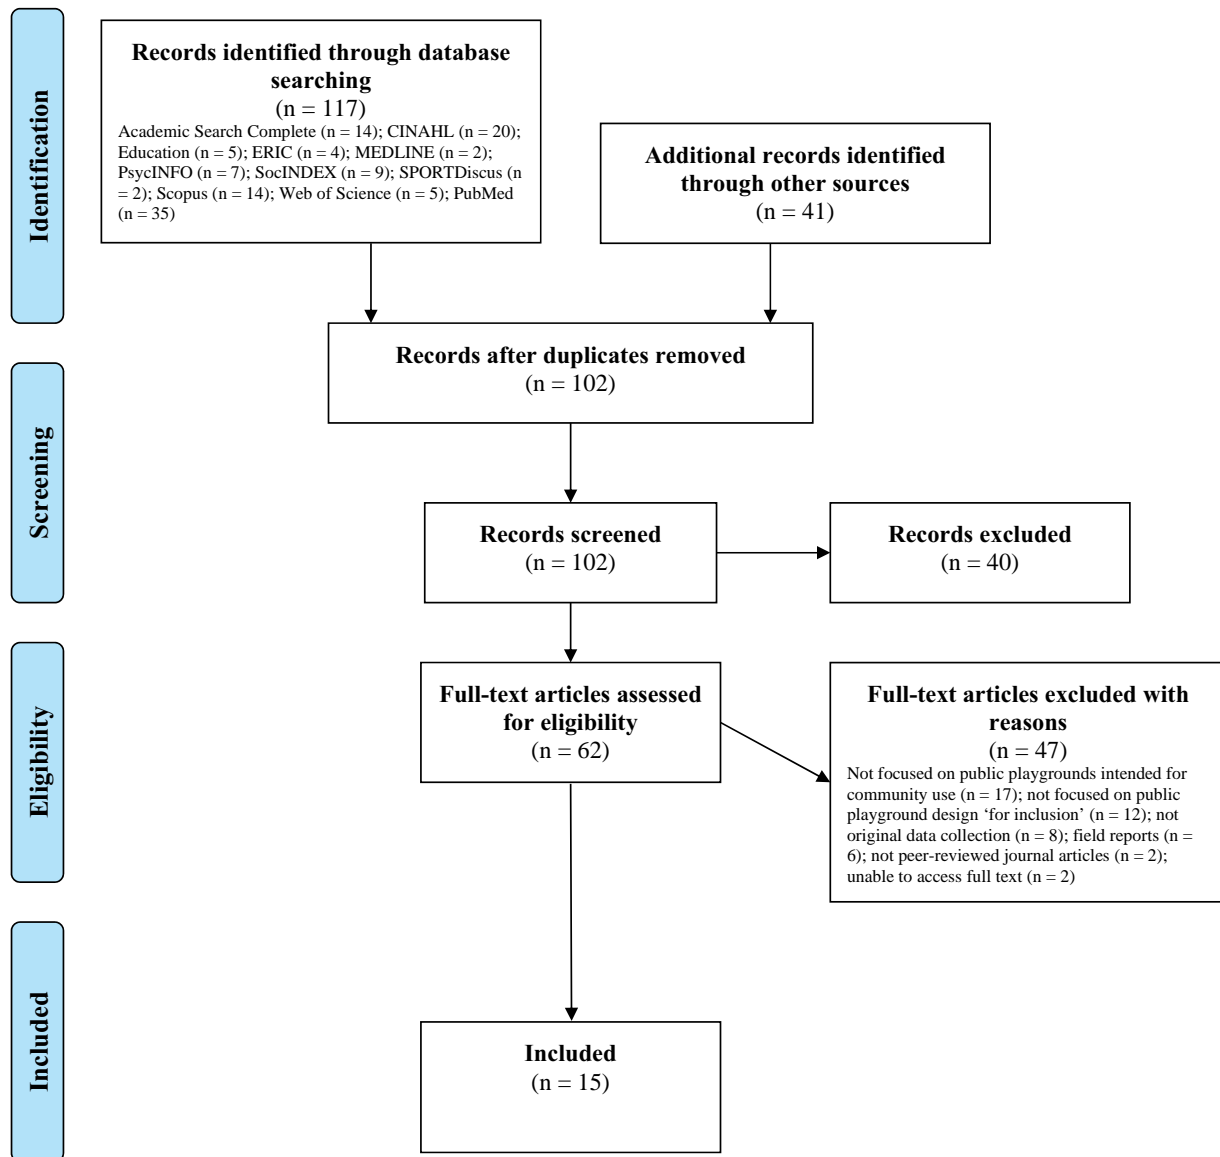 Identification
Records identified through database
searching
(n = 117)
Academic Search Complete (n = 14); CINAHL (n = 20);
Education (n = 5); ERIC (n = 4); MEDLINE (n = 2);
PsycINFO (n = 7); SocINDEX (n = 9); SPORTDiscus (n
= 2); Scopus (n = 14); Web of Science (n = 5); PubMed
(n = 35)
Additional records identified
through other sources
(n = 41)
Records after duplicates removed
(n = 102)
Screening
Records screened
(n = 102)
Records excluded
(n = 40)
Eligibility
Full-text articles assessed
for eligibility
(n = 62)
Full-text articles excluded with
reasons
(n = 47)
Not focused on public playgrounds intended for
community use (n = 17); not focused on public
playground design ‘for inclusion’ (n = 12); not
original data collection (n = 8); field reports (n =
6); not peer-reviewed journal articles (n = 2);
unable to access full text (n = 2)
Included
Included
(n = 15)